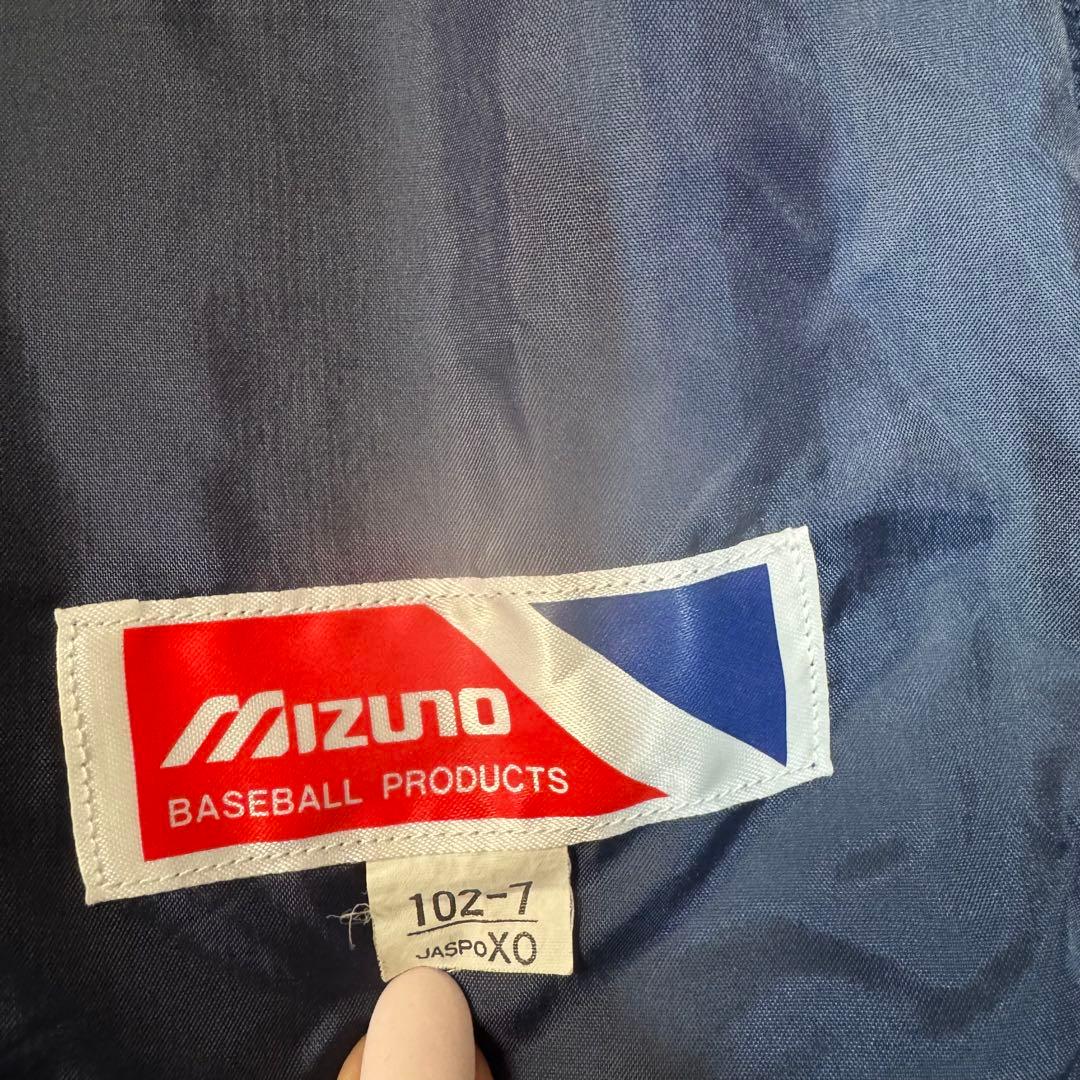 MIZUNO
BASEBALL PRODUCTS
102-7
JASPO XO